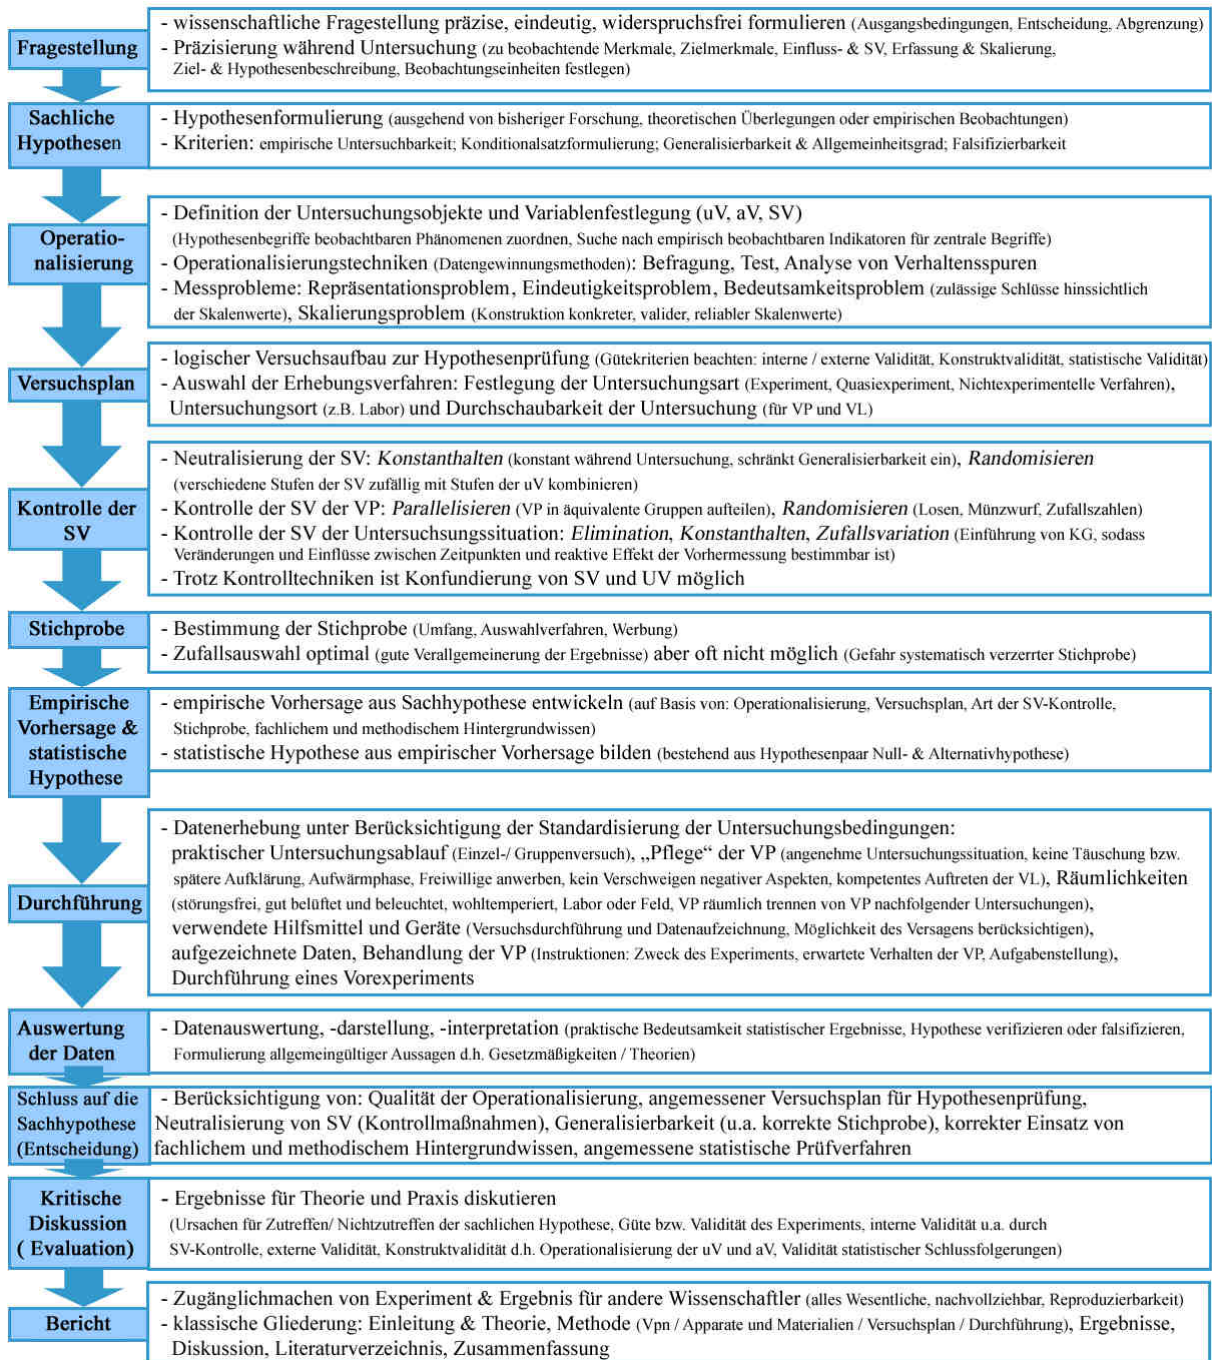 Fragestellung
- wissenschaftliche Fragestellung präzise, eindeutig, widerspruchsfrei formulieren (Ausgangsbedingungen, Entscheidung, Abgrenzung)
- Präzisierung während Untersuchung (zu beobachtende Merkmale, Zielmerkmale, Einfluss- & SV, Erfassung & Skalierung,
Ziel- & Hypothesenbeschreibung, Beobachtungseinheiten festlegen)
Sachliche
Hypothesen
- Hypothesenformulierung (ausgehend von bisheriger Forschung, theoretischen Überlegungen oder empirischen Beobachtungen)
- Kriterien: empirische Untersuchbarkeit; Konditionalsatzformulierung; Generalisierbarkeit & Allgemeinheitsgrad; Falsifizierbarkeit
Operatio-
nalisierung
- Definition der Untersuchungsobjekte und Variablenfestlegung (uV, aV, SV)
(Hypothesenbegriffe beobachtbaren Phänomenen zuordnen, Suche nach empirisch beobachtbaren Indikatoren für zentrale Begriffe)
- Operationalisierungstechniken (Datengewinnungsmethoden): Befragung, Test, Analyse von Verhaltensspuren
- Messprobleme: Repräsentationsproblem, Eindeutigkeitsproblem, Bedeutsamkeitsproblem (zulässige Schlüsse hinssichtlich
der Skalenwerte), Skalierungsproblem (Konstruktion konkreter, valider, reliabler Skalenwerte)
Versuchsplan
- logischer Versuchsaufbau zur Hypothesenprüfung (Gütekriterien beachten: interne / externe Validität, Konstruktvalidität, statistische Validität)
- Auswahl der Erhebungsverfahren: Festlegung der Untersuchungsart (Experiment, Quasiexperiment, Nichtexperimentelle Verfahren),
Untersuchungsort (z.B. Labor) und Durchschaubarkeit der Untersuchung (für VP und VL)
Kontrolle der
SV
- Neutralisierung der SV: Konstanthalten (konstant während Untersuchung, schränkt Generalisierbarkeit ein), Randomisieren
(verschiedene Stufen der SV zufällig mit Stufen der uV kombinieren)
- Kontrolle der SV der VP: Parallelisieren (VP in äquivalente Gruppen aufteilen), Randomisieren (Losen, Münzwurf, Zufallszahlen)
- Kontrolle der SV der Untersuchungssituation: Elimination, Konstanthalten, Zufallsvariation (Einführung von KG, sodass
Veränderungen und Einflüsse zwischen Zeitpunkten und reaktive Effekt der Vorhermessung bestimmbar ist)
- Trotz Kontrolltechniken ist Konfundierung von SV und UV möglich
Stichprobe
- Bestimmung der Stichprobe (Umfang, Auswahlverfahren, Werbung)
- Zufallsauswahl optimal (gute Verallgemeinerung der Ergebnisse) aber oft nicht möglich (Gefahr systematisch verzerrter Stichprobe)
Empirische
Vorhersage &
statistische
Hypothese
- empirische Vorhersage aus Sachhypothese entwickeln (auf Basis von: Operationalisierung, Versuchsplan, Art der SV-Kontrolle,
Stichprobe, fachlichem und methodischem Hintergrundwissen)
- statistische Hypothese aus empirischer Vorhersage bilden (bestehend aus Hypothesenpaar Null- & Alternativhypothese)
Durchführung
- Datenerhebung unter Berücksichtigung der Standardisierung der Untersuchungsbedingungen:
praktischer Untersuchungsablauf (Einzel-/ Gruppenversuch), „Pflege“ der VP (angenehme Untersuchungssituation, keine Täuschung bzw.
spätere Aufklärung, Aufwärmphase, Freiwillige anwerben, kein Verschweigen negativer Aspekten, kompetentes Auftreten der VL), Räumlichkeiten
(störungsfrei, gut belüftet und beleuchtet, wohltemperiert, Labor oder Feld, VP räumlich trennen von VP nachfolgender Untersuchungen),
verwendete Hilfsmittel und Geräte (Versuchsdurchführung und Datenaufzeichnung, Möglichkeit des Versagens berücksichtigen),
aufgezeichnete Daten, Behandlung der VP (Instruktionen: Zweck des Experiments, erwartete Verhalten der VP, Aufgabenstellung),
Durchführung eines Vorexperiments
Auswertung
der Daten
- Datenauswertung, -darstellung, -interpretation (praktische Bedeutsamkeit statistischer Ergebnisse, Hypothese verifizieren oder falsifizieren,
Formulierung allgemeingültiger Aussagen d.h. Gesetzmäßigkeiten / Theorien)
Schluss auf die
Sachhypothese
(Entscheidung)
- Berücksichtigung von: Qualität der Operationalisierung, angemessener Versuchsplan für Hypothesenprüfung,
Neutralisierung von SV (Kontrollmaßnahmen), Generalisierbarkeit (u.a. korrekte Stichprobe), korrekter Einsatz von
fachlichem und methodischem Hintergrundwissen, angemessene statistische Prüfverfahren
Kritische
Diskussion
( Evaluation)
- Ergebnisse für Theorie und Praxis diskutieren
(Ursachen für Zutreffen/ Nichtzutreffen der sachlichen Hypothese, Güte bzw. Validität des Experiments, interne Validität u.a. durch
SV-Kontrolle, externe Validität, Konstruktvalidität d.h. Operationalisierung der uV und aV, Validität statistischer Schlussfolgerungen)
Bericht
- Zugänglichmachen von Experiment & Ergebnis für andere Wissenschaftler (alles Wesentliche, nachvollziehbar, Reproduzierbarkeit)
- klassische Gliederung: Einleitung & Theorie, Methode (Vpn / Apparate und Materialien / Versuchsplan / Durchführung), Ergebnisse,
Diskussion, Literaturverzeichnis, Zusammenfassung